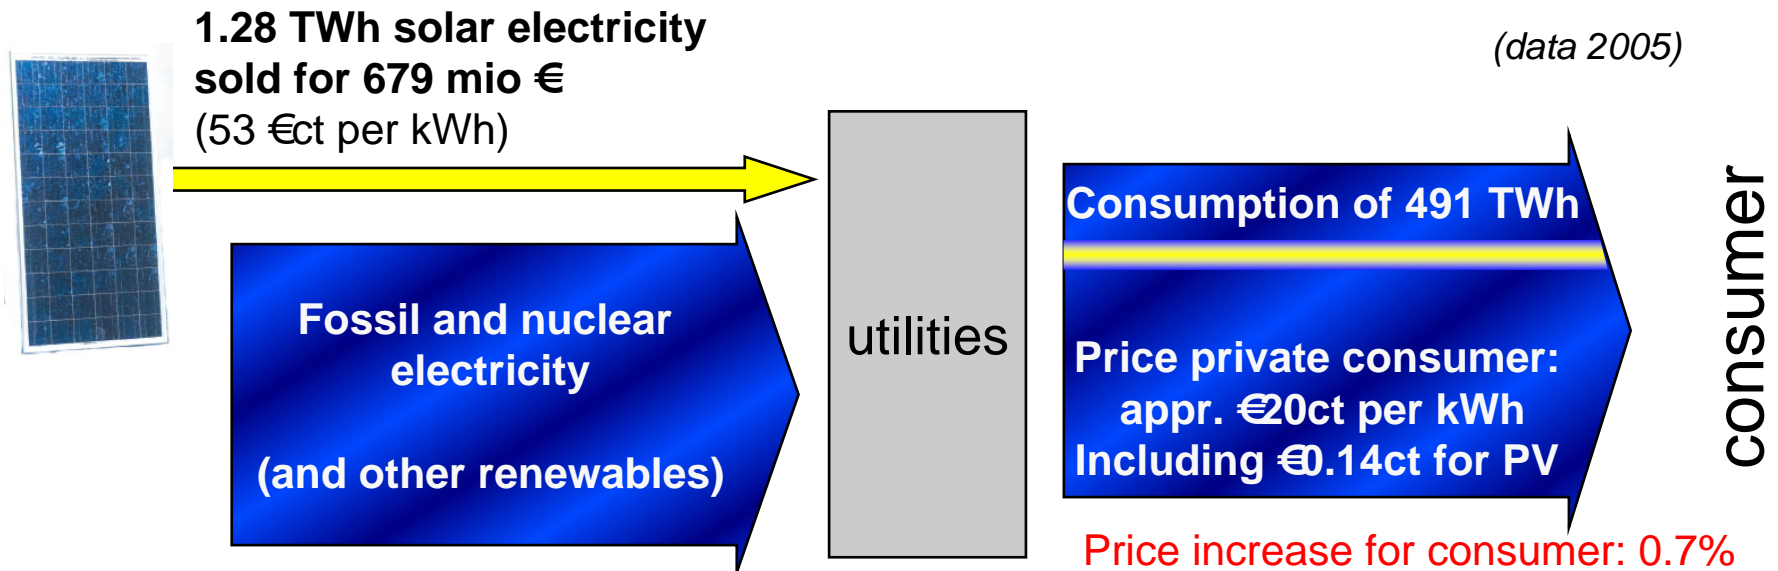 1.28 TWh solar electricity
sold for 679 mio €
(53 €ct per kWh)
(data 2005)
Fossil and nuclear
electricity
(and other renewables)
utilities
Consumption of 491 TWh
Price private consumer:
appr. €20ct per kWh
Including €0.14ct for PV
consumer
Price increase for consumer: 0.7%